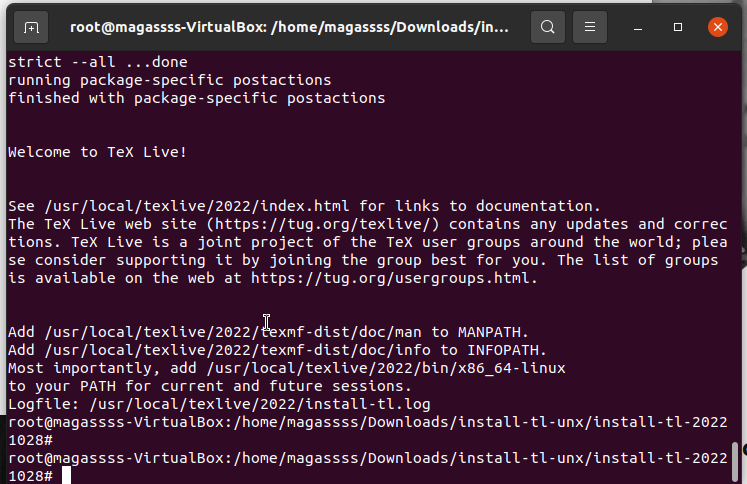 root@magassss-VirtualBox: /home/magassss/Downloads/in...
strict --all ...done
running package-specific postactions
finished with package-specific postactions
Welcome to TeX Live!
See /usr/local/texlive/2022/index.html for links to documentation.
The TeX Live web site (https://tug.org/texlive/) contains any updates and correc
tions. TeX Live is a joint project of the TeX user groups around the world; plea
se consider supporting it by joining the group best for you. The list of groups
is available on the web at https://tug.org/usergroups.html.
Add /usr/local/texlive/2022/texmf-dist/doc/man to MANPATH.
Add /usr/local/texlive/2022/texmf-dist/doc/info to INFOPATH.
Most importantly, add /usr/local/texlive/2022/bin/x86_64-linux
to your PATH for current and future sessions.
Logfile: /usr/local/texlive/2022/install-tl.log
root@magassss-VirtualBox:/home/magassss/Downloads/install-tl-unx/install-tl-2022
1028#
root@magassss-VirtualBox:/home/magassss/Downloads/install-tl-unx/install-tl-2022
1028#